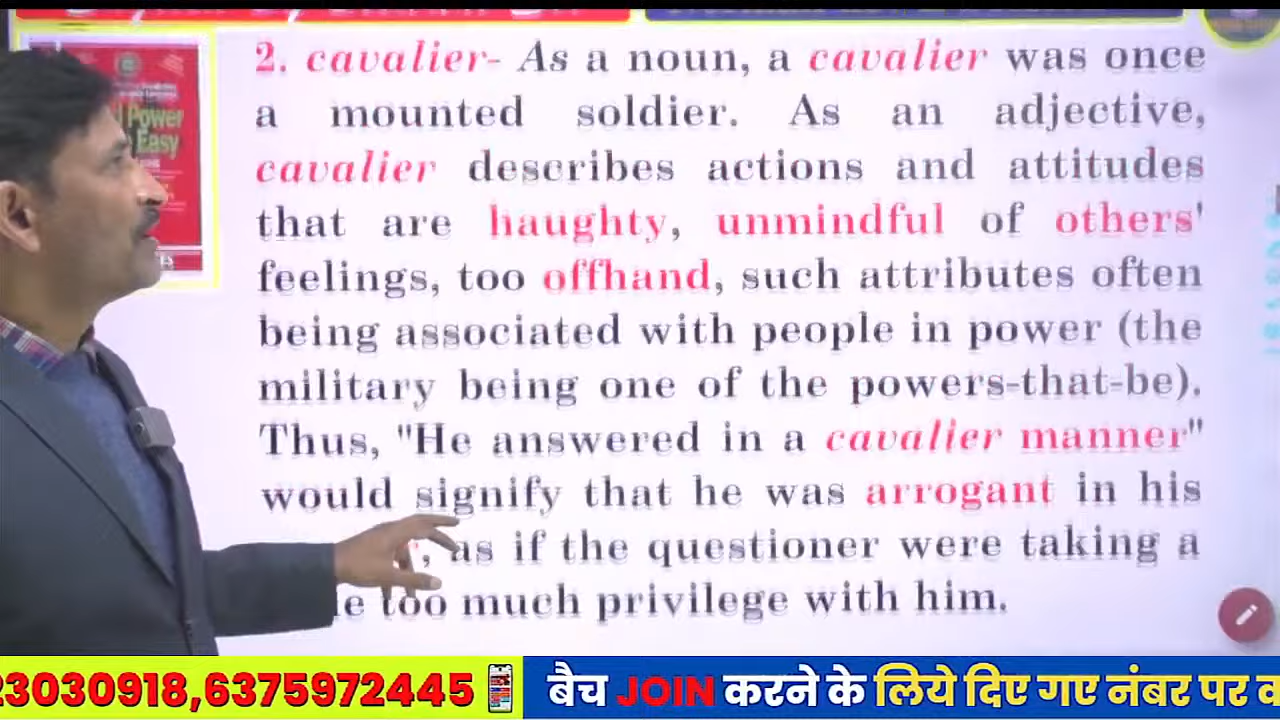 Power
Easy
2. cavalier- As a noun, a cavalier was once
a mounted soldier. As an adjective,
cavalier describes actions and attitudes
that are haughty, unmindful of others'
feelings, too offhand, such attributes often
being associated with people in power (the
military being one of the powers-that-be).
Thus, "He answered in a cavalier manner"
would signify that he was arrogant in his
, as if the questioner were taking a
too much privilege with him.
23030918,6375972445
बैच JOIN करने के लिये दिए गए नंबर पर